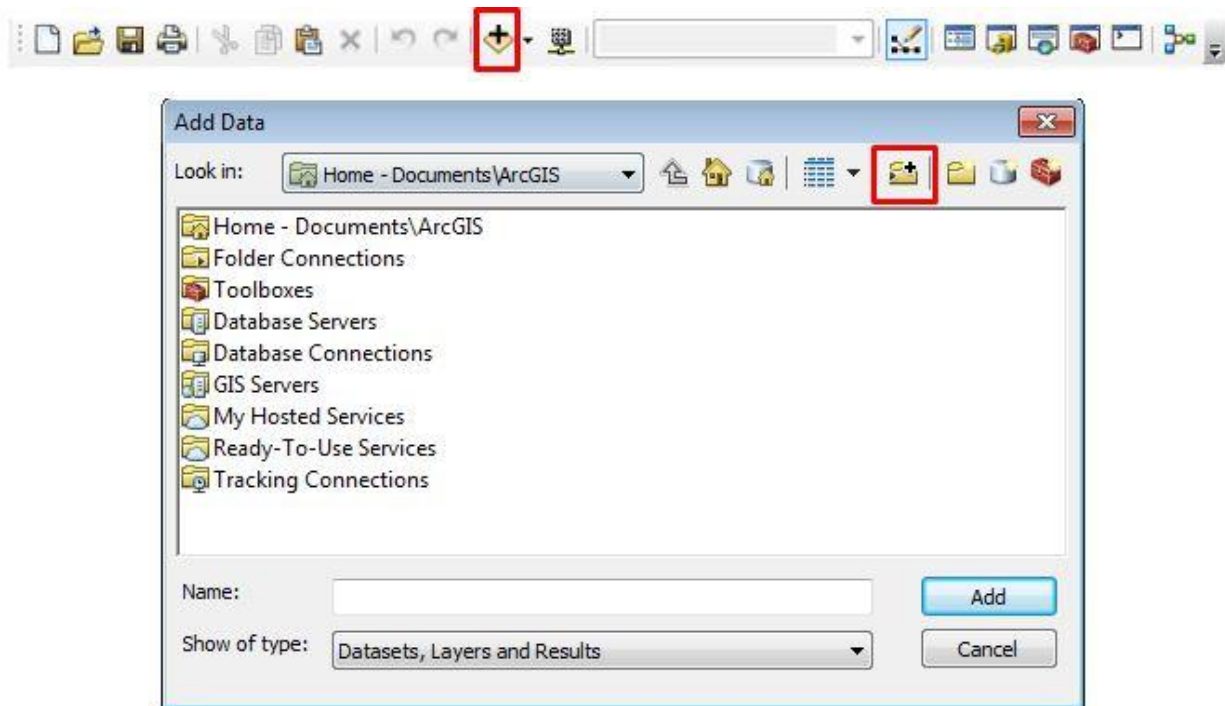 Add Data
Look in: Home - Documents\ArcGIS
Home - Documents\ArcGIS
Folder Connections
Toolboxes
Database Servers
Database Connections
GIS Servers
My Hosted Services
Ready-To-Use Services
Tracking Connections
Name: Add
Show of type: Datasets, Layers and Results Cancel